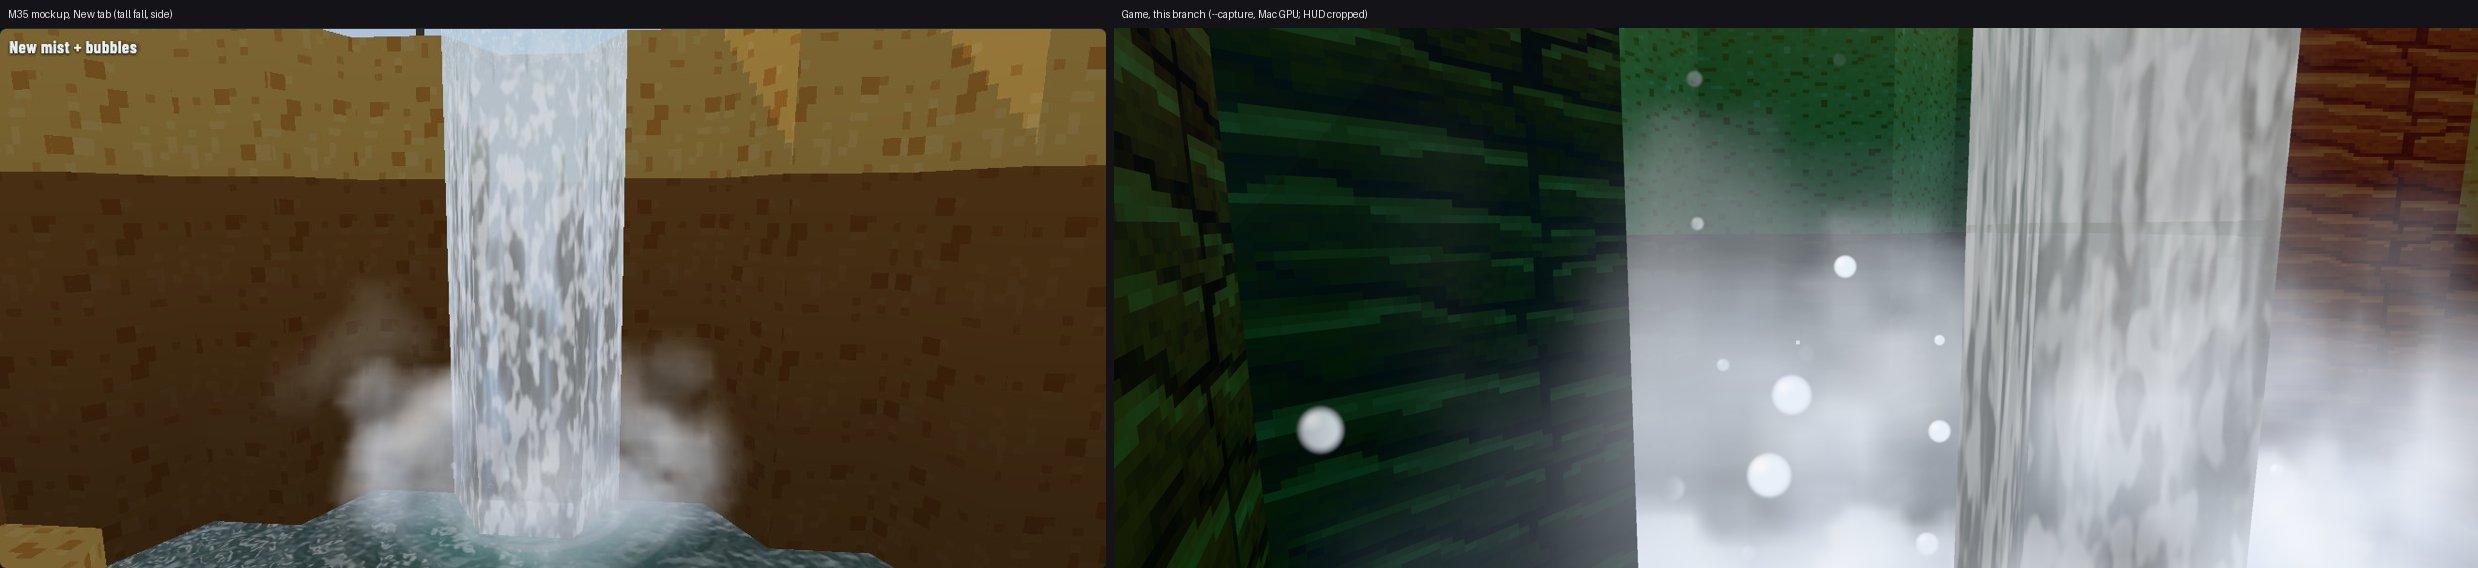 M35 mockup, New tab (tall fall, side)
Game, this branch (--capture, Mac GPU; HUD cropped)
New mist + bubbles